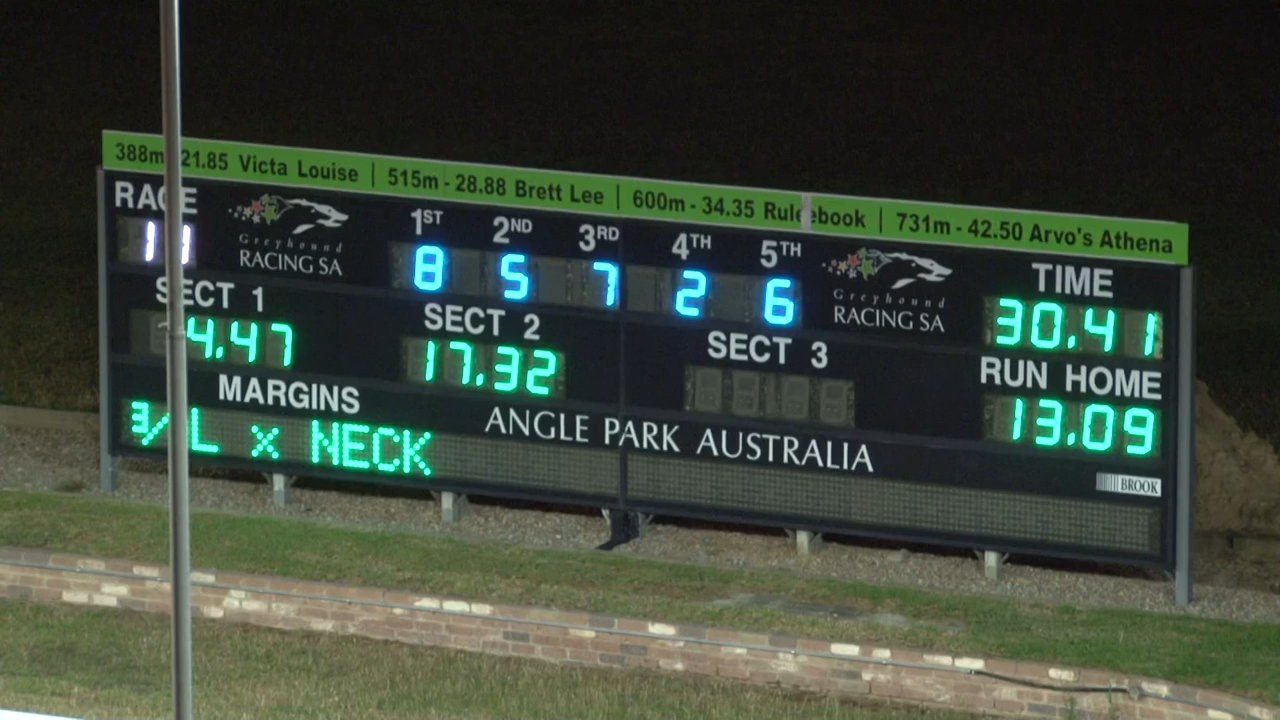 388m 21.85 Victa Louise | 515m - 28.88 Brett Lee | 600m - 34.35 Rulebook | 731m - 42.50 Arvo's Athena
RACE 1ST 2ND 3RD 4TH 5TH TIME
11 Greyhound RACING SA 8 5 7 2 6 Greyhound RACING SA 30.41
SECT 1 SECT 2 SECT 3 RUN HOME
4.47 17.32 13.09
MARGINS ANGLE PARK AUSTRALIA
L x NECK
BROOK